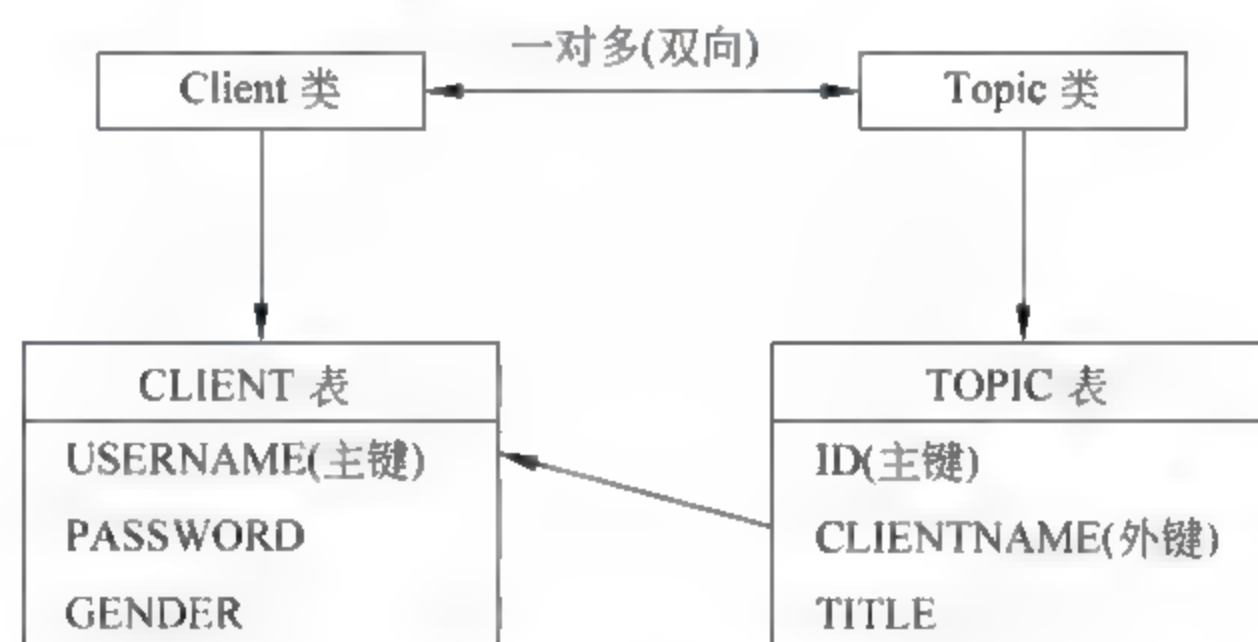 一对多(双向)
Client 类
Topic 类
CLIENT 表
USERNAME(主键)
PASSWORD
GENDER
TOPIC 表
ID(主键)
CLIENTNAME(外键)
TITLE